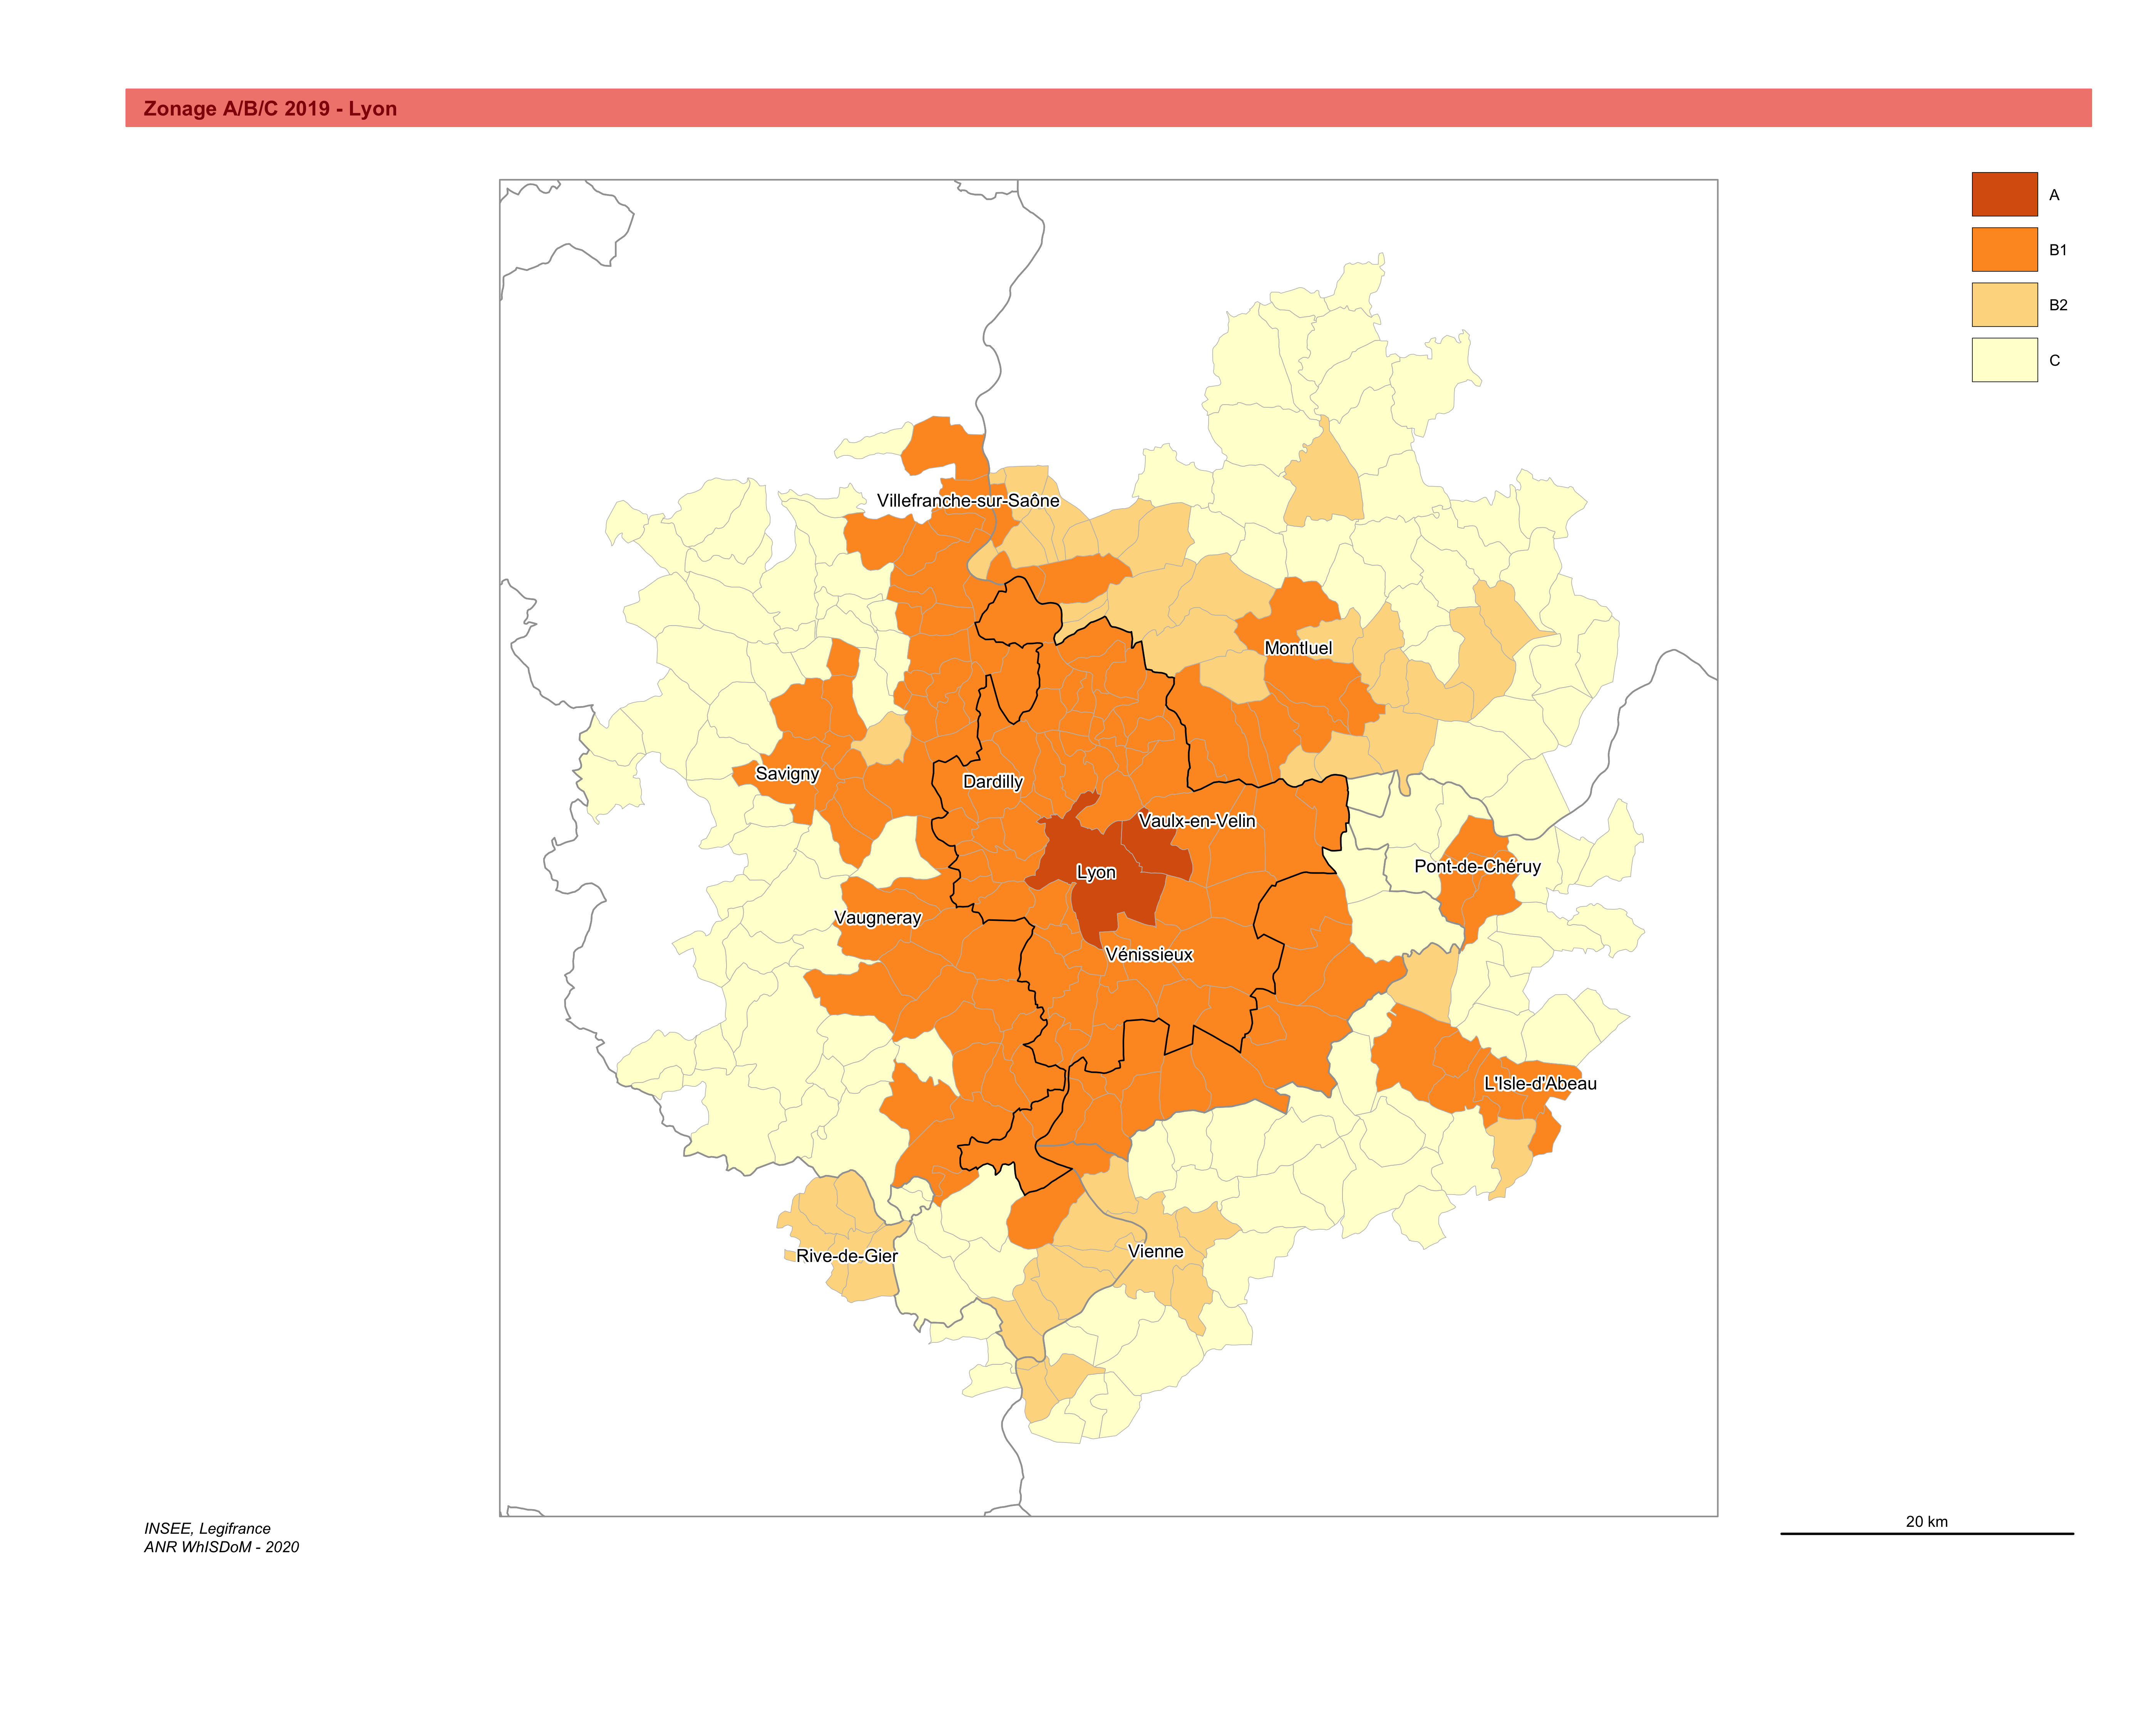 Zonage A/B/C 2019 - Lyon
A
B1
B2
C
Villefranche-sur-Saône
Montluel
Savigny
Dardilly
Vaulx-en-Velin
Pont-de-Chéruy
Lyon
Vaugneray
Vénissieux
L'Isle-d'Abeau
Vienne
Rive-de-Gier
INSEE, Legifrance
ANR WhISDoM - 2020
20 km